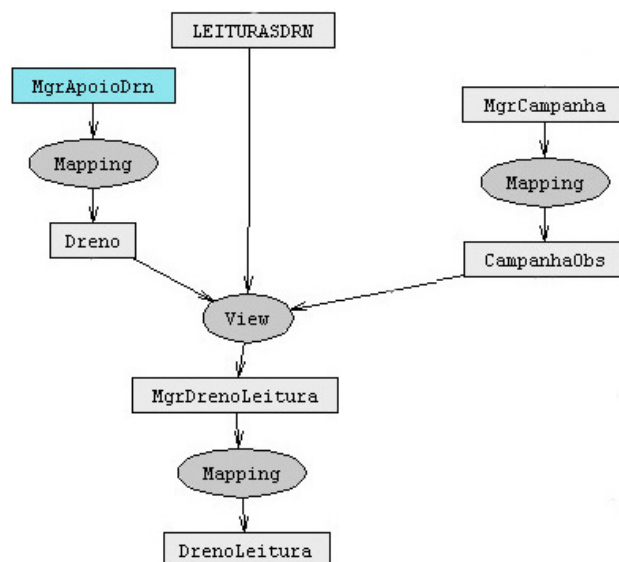 LEITURASDRN
MgrApoioDrn
MgrCampanha
Mapping
Mapping
Dreno
CampanhaObs
View
MgrDrenoLeitura
Mapping
DrenoLeitura